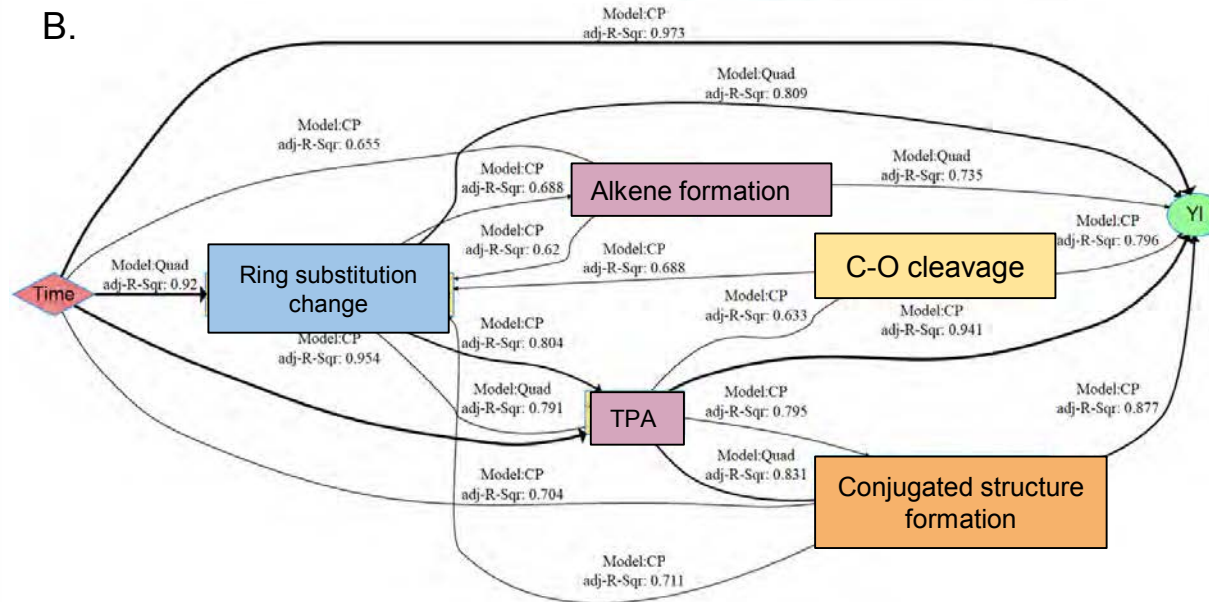 B.
Model:CP
adj-R-Sqr: 0.973
Model:Quad
adj-R-Sqr: 0.809
Model:CP
adj-R-Sqr: 0.655
Model:CP
adj-R-Sqr: 0.688
Alkene formation
Model:Quad
adj-R-Sqr: 0.735
YI
Model:CP
adj-R-Sqr: 0.62
Model:CP
adj-R-Sqr: 0.688
C-O cleavage
Model:CP
adj-R-Sqr: 0.796
Time
Model:Quad
adj-R-Sqr: 0.92
Ring substitution
change
Model:CP
adj-R-Sqr: 0.633
Model:CP
adj-R-Sqr: 0.941
Model:CP
adj-R-Sqr: 0.954
Model:CP
adj-R-Sqr: 0.804
Model:Quad
adj-R-Sqr: 0.791
TPA
Model:CP
adj-R-Sqr: 0.795
Model:CP
adj-R-Sqr: 0.877
Model:Quad
adj-R-Sqr: 0.831
Conjugated structure
formation
Model:CP
adj-R-Sqr: 0.704
Model:CP
adj-R-Sqr: 0.711